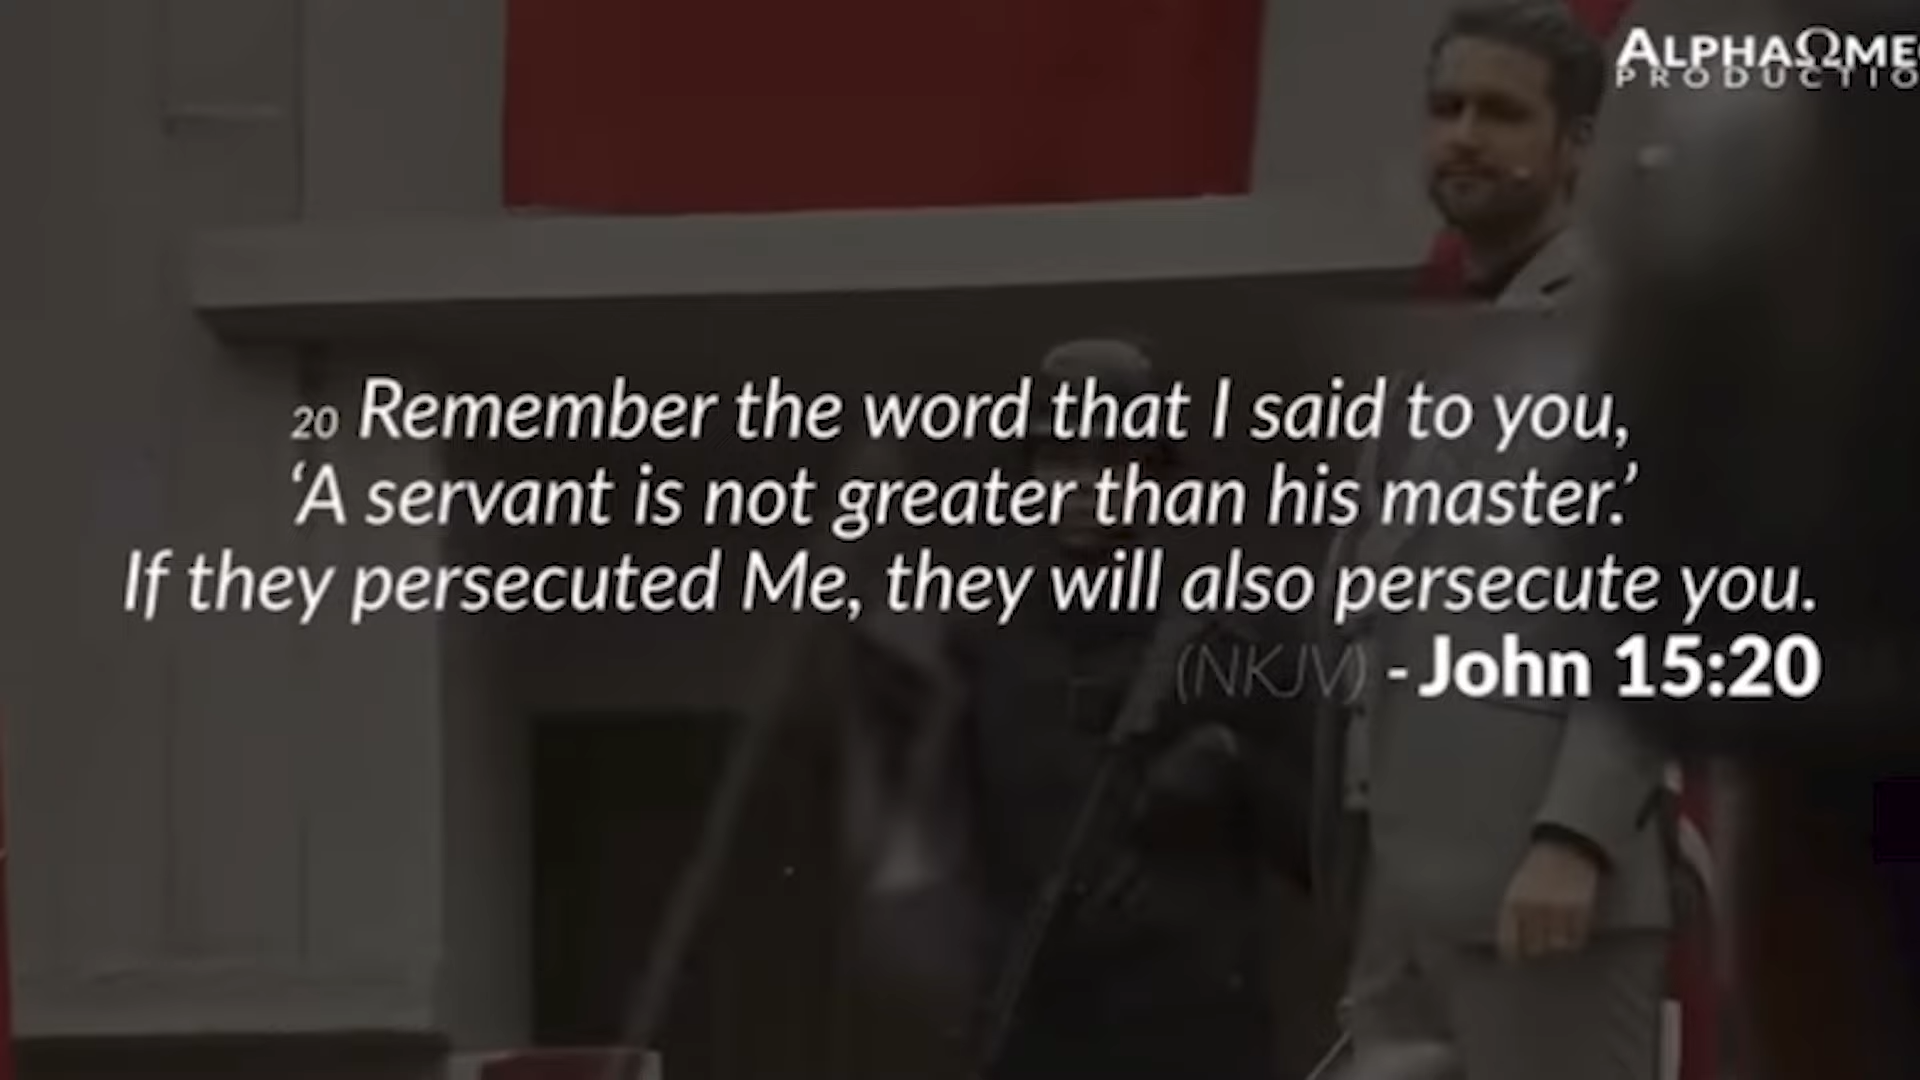 ALPHAΩME
PRODUCTIO
20 Remember the word that I said to you,
‘A servant is not greater than his master.’
If they persecuted Me, they will also persecute you.
(NKJV) - John 15:20